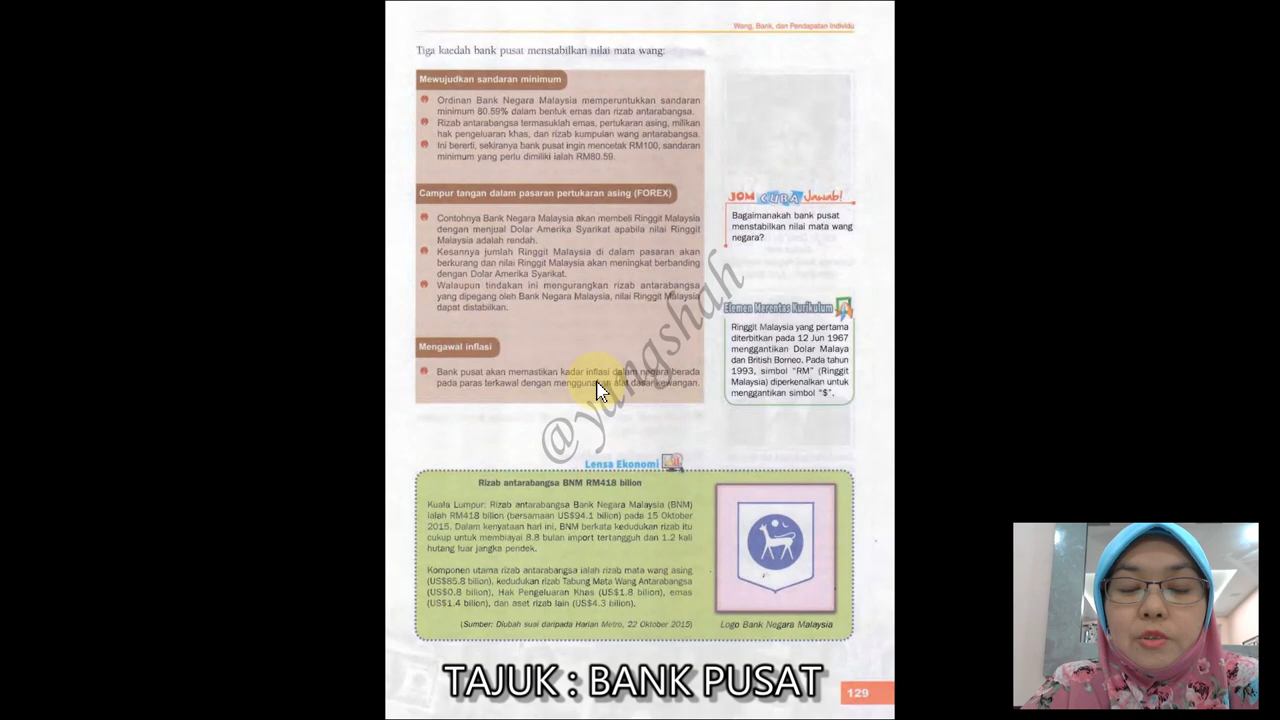 Wang, Bank, dan Pendapatan Individu
Tiga kaedah bank pusat menstabilkan nilai mata wang:
Mewujudkan sandaran minimum
Ordinan Bank Negara Malaysia memperuntukkan sandaran
minimum 80.59% dalam bentuk emas dan rizab antarabangsa.
Rizab antarabangsa termasuklah emas, pertukaran asing, milikan
hak pengeluaran khas, dan rizab kumpulan wang antarabangsa.
Ini bererti, sekiranya bank pusat ingin mencetak RM100, sandaran
minimum yang perlu dimiliki ialah RM80.59.
Campur tangan dalam pasaran pertukaran asing (FOREX)
Contohnya Bank Negara Malaysia akan membeli Ringgit Malaysia
dengan menjual Dolar Amerika Syarikat apabila nilai Ringgit
Malaysia adalah rendah.
Kesannya jumlah Ringgit Malaysia di dalam pasaran akan
berkurang dan nilai Ringgit Malaysia akan meningkat berbanding
dengan Dolar Amerika Syarikat.
Walaupun tindakan ini mengurangkan rizab antarabangsa
yang dipegang oleh Bank Negara Malaysia, nilai Ringgit Malaysia
dapat distabilkan.
Mengawal inflasi
Bank pusat akan memastikan kadar inflasi dalam negara berada
pada paras terkawal dengan menggunakan alat dasar kewangan.
JOM CUBA Jawab!
Bagaimanakah bank pusat
menstabilkan nilai mata wang
negara?
Elemen Merentas Kurikulum
Ringgit Malaysia yang pertama
diterbitkan pada 12 Jun 1967
menggantikan Dolar Malaya
dan British Borneo. Pada tahun
1993, simbol "RM" (Ringgit
Malaysia) diperkenalkan untuk
menggantikan simbol "$".
@yungshah
Lensa Ekonomi
Rizab antarabangsa BNM RM418 bilion
Kuala Lumpur: Rizab antarabangsa Bank Negara Malaysia (BNM)
ialah RM418 bilion (bersamaan US$94.1 bilion) pada 15 Oktober
2015. Dalam kenyataan hari ini, BNM berkata kedudukan rizab itu
cukup untuk membiayai 8.8 bulan import tertangguh dan 1.2 kali
hutang luar jangka pendek.
Komponen utama rizab antarabangsa ialah rizab mata wang asing
(US$85.8 bilion), kedudukan rizab Tabung Mata Wang Antarabangsa
(US$0.8 bilion), Hak Pengeluaran Khas (US$1.8 bilion), emas
(US$1.4 bilion), dan aset rizab lain (US$4.3 bilion).
(Sumber: Diubah suai daripada Harian Metro, 22 Oktober 2015)
Logo Bank Negara Malaysia
TAJUK : BANK PUSAT
129